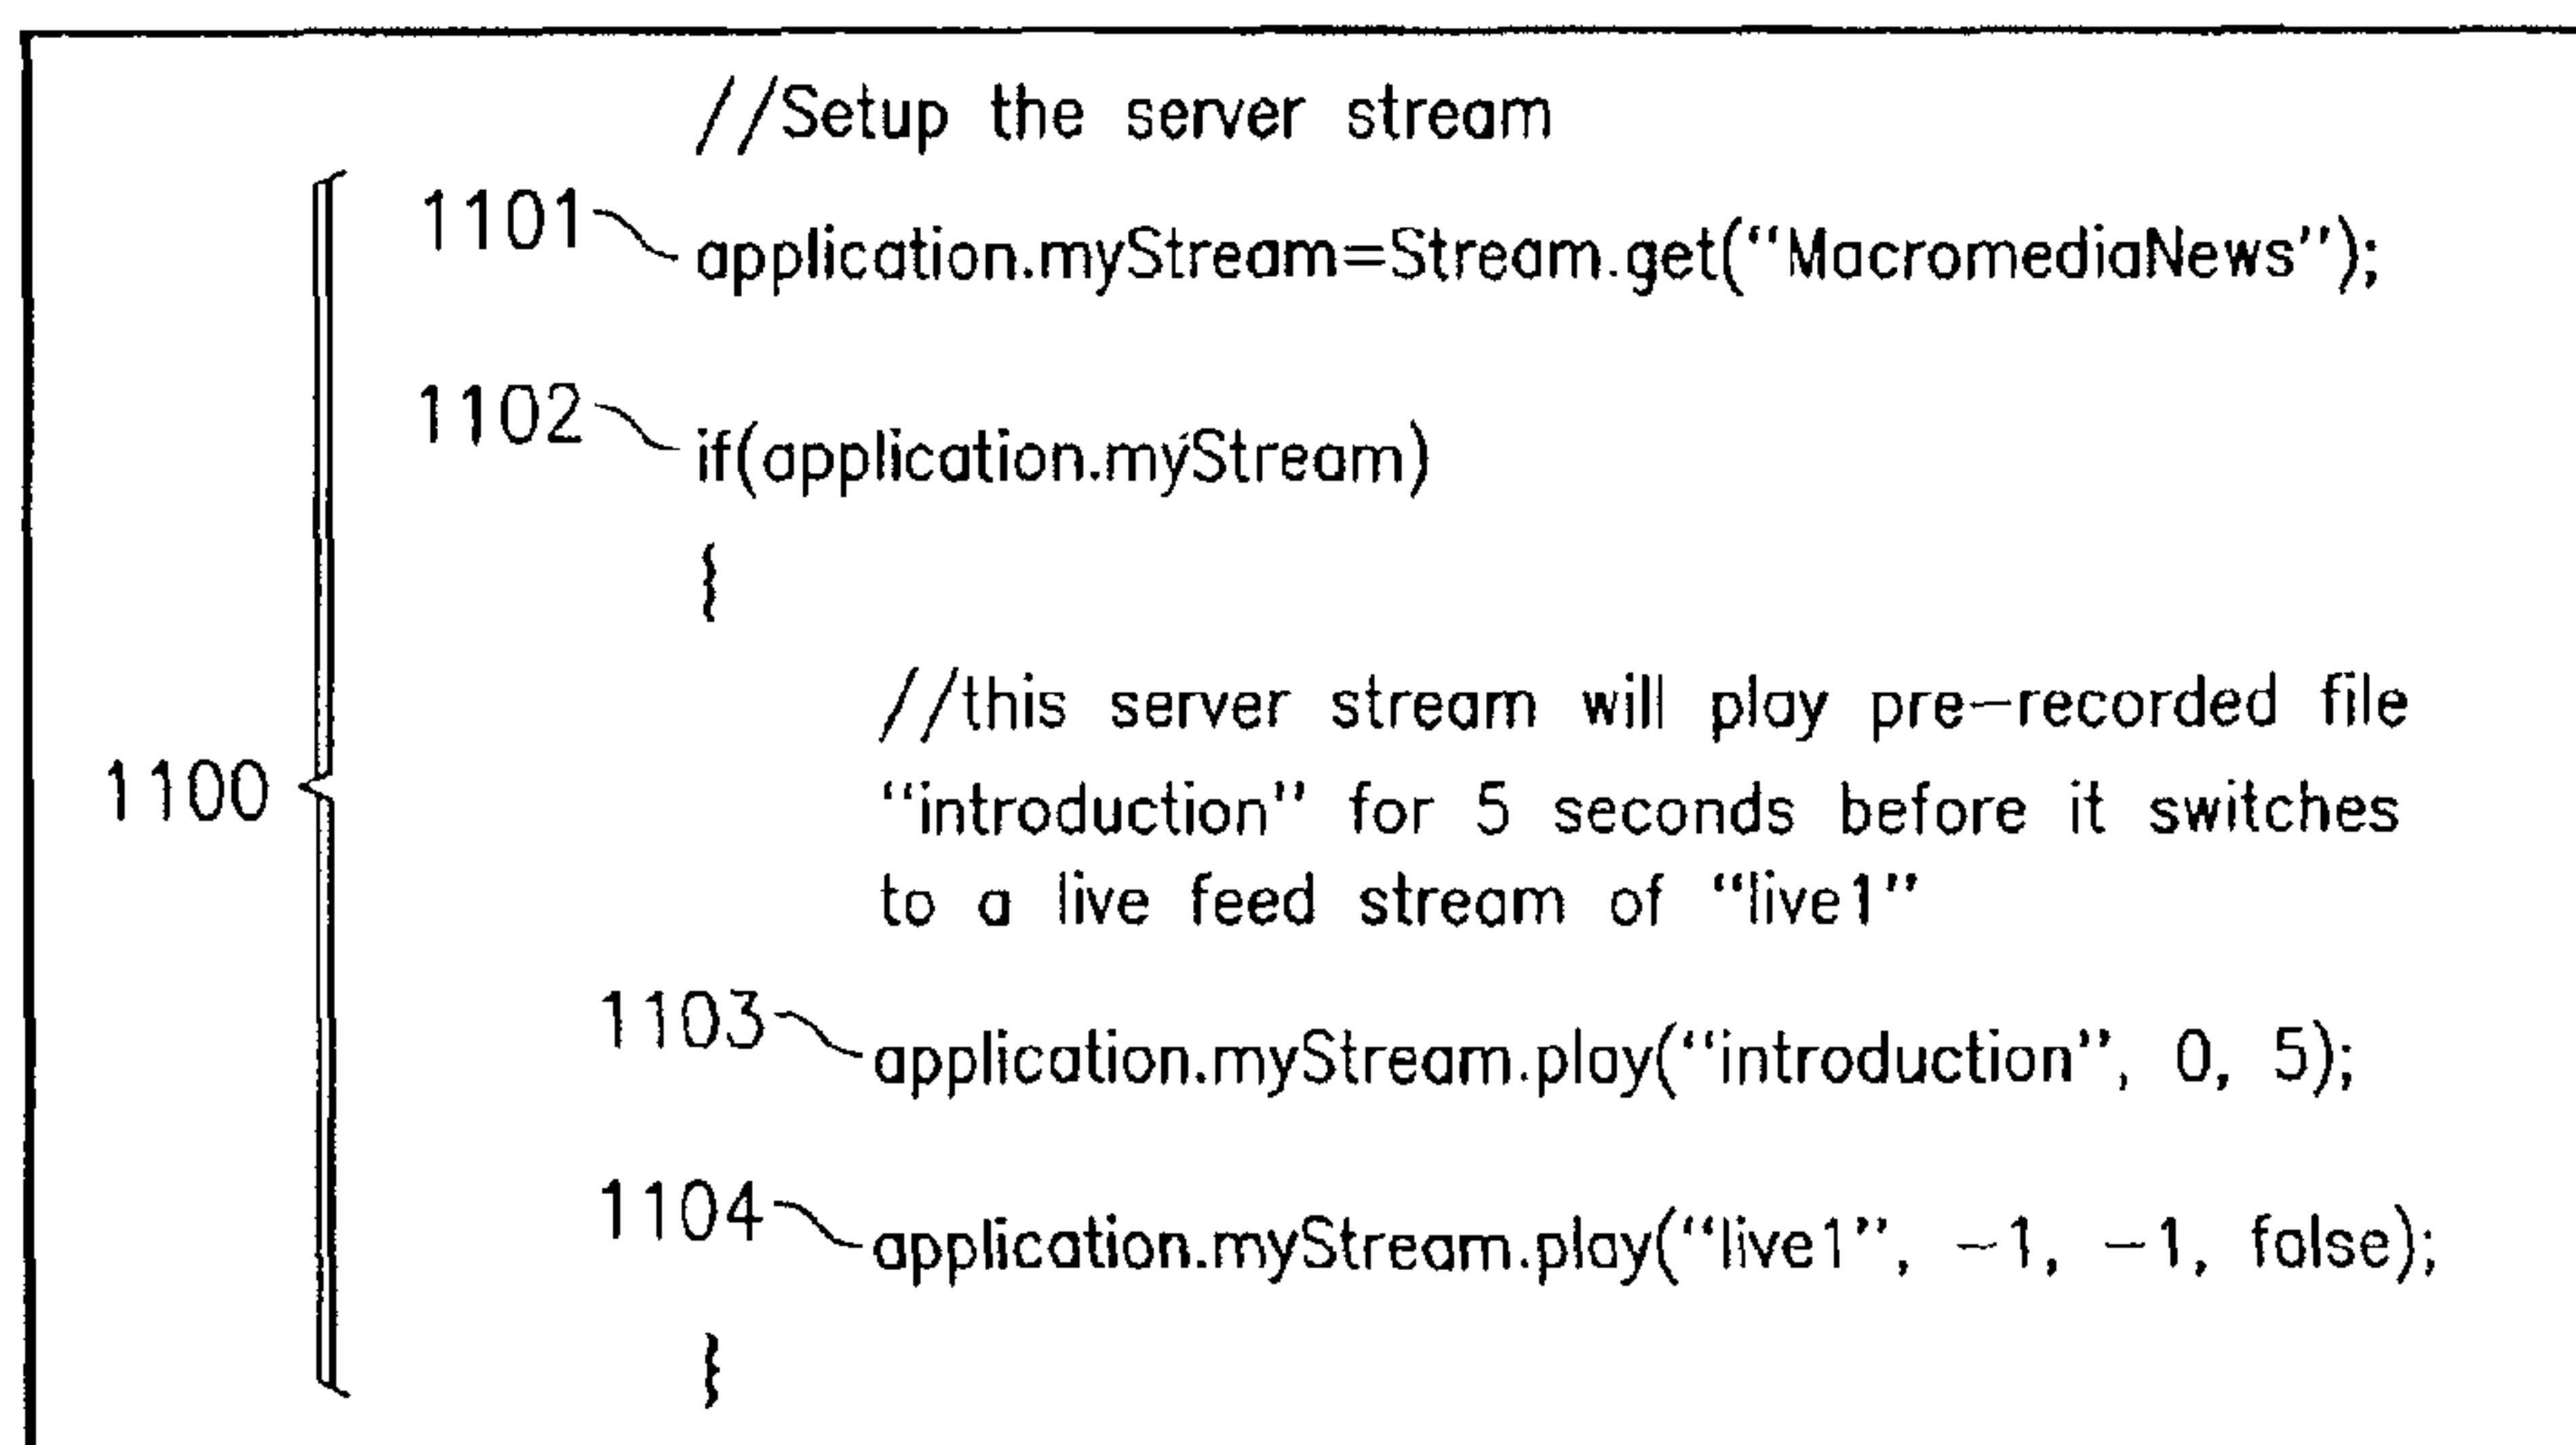 //Setup the server stream
1101 application.myStream=Stream.get(“MacromediaNews”);
1102 if(application.myStream)
{
//this server stream will play pre–recorded file
1100 “introduction” for 5 seconds before it switches
to a live feed stream of “live1”
1103 application.myStream.play(“introduction”, 0, 5);
1104 application.myStream.play(“live1”, –1, –1, false);
}